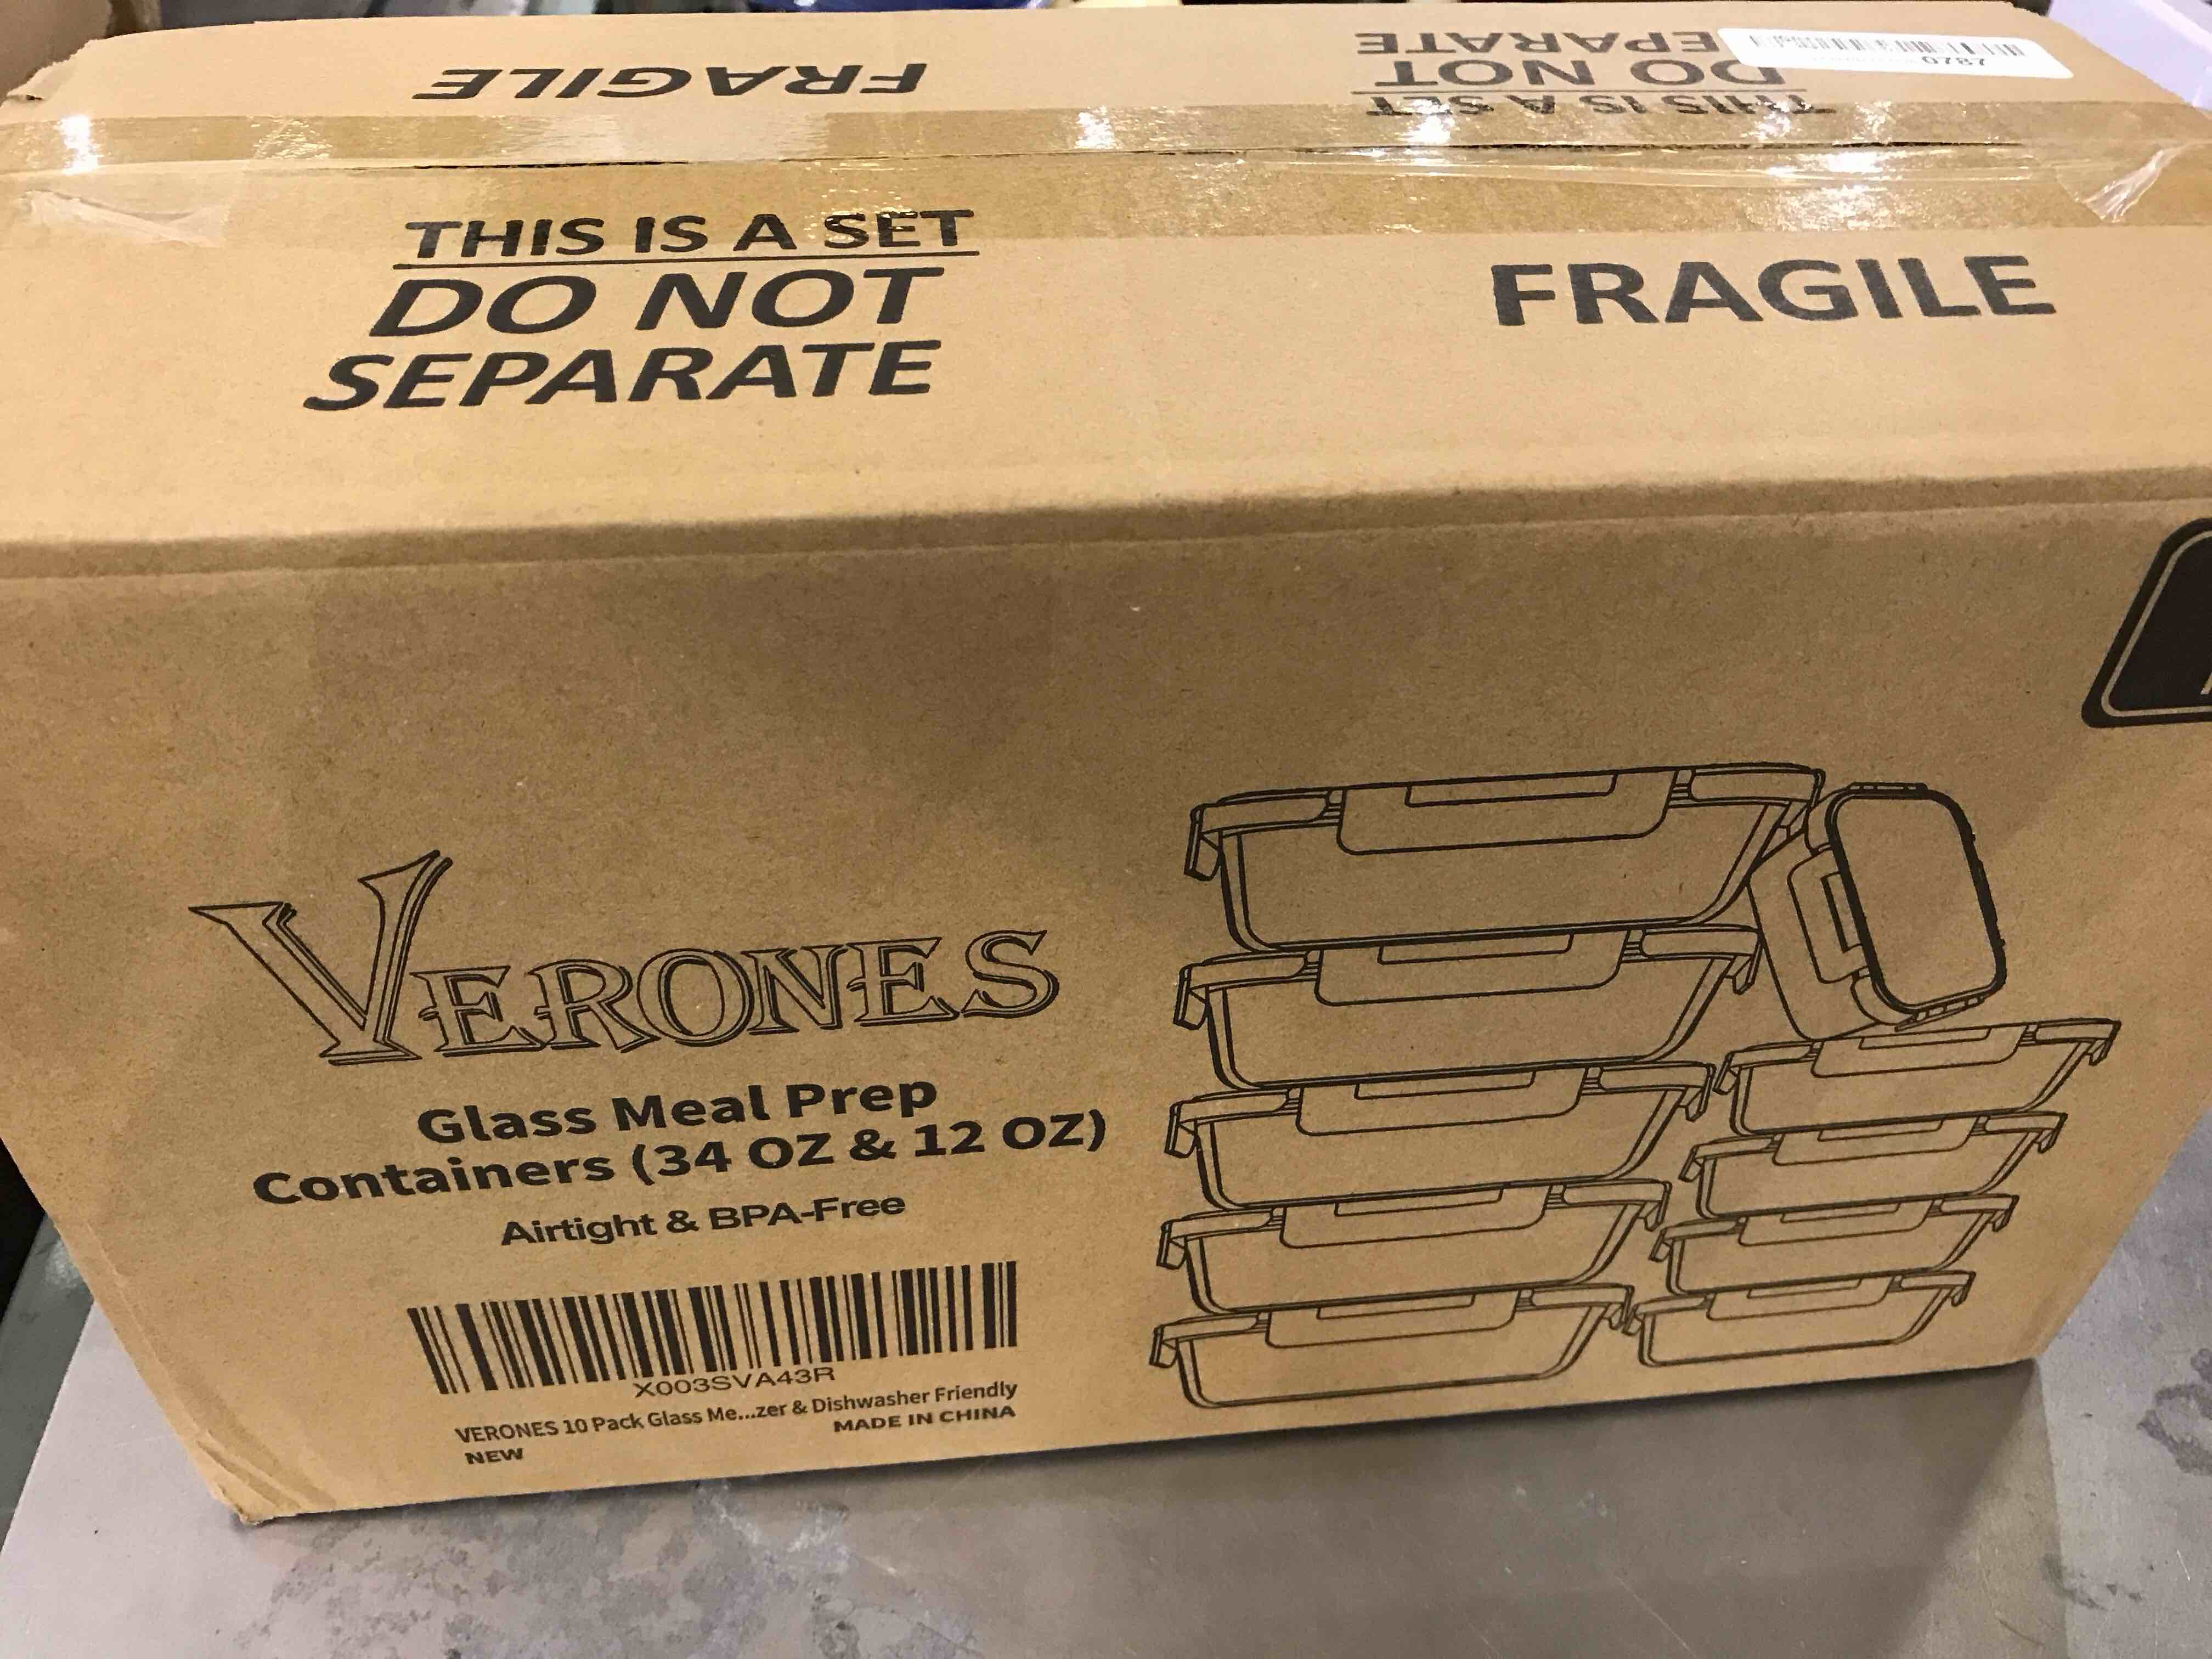 FRAGILE
THIS IS A SET
DO NOT
EPARATE
0787
THIS IS A SET
DO NOT
SEPARATE
FRAGILE
VERONES
Glass Meal Prep
Containers (34 OZ & 12 OZ)
Airtight & BPA-Free
X003SVA43R
VERONES 10 Pack Glass Me...zer & Dishwasher Friendly
NEW
MADE IN CHINA